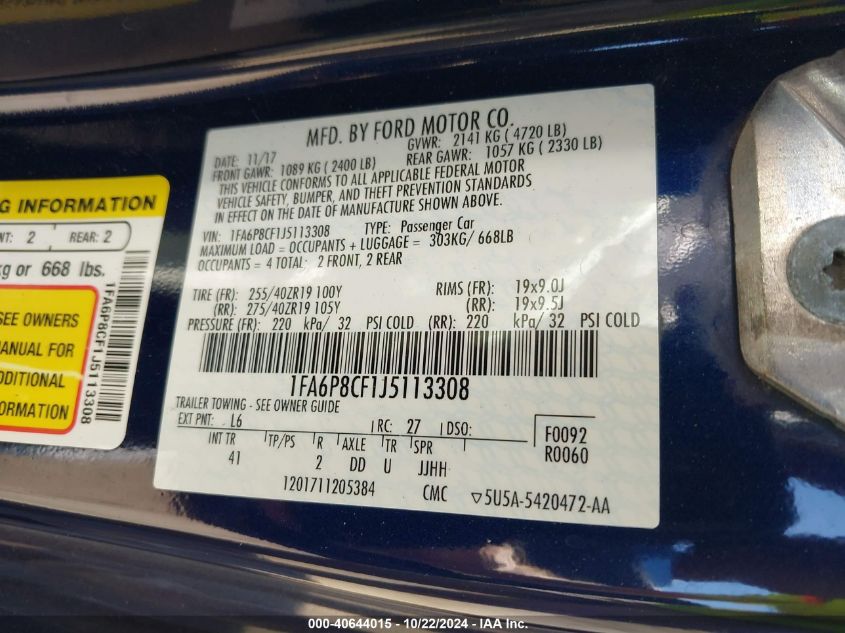 MFD. BY FORD MOTOR CO.
DATE: 11/17 GVWR: 2141 KG ( 4720 LB)
FRONT GAWR: 1089 KG ( 2400 LB) REAR GAWR: 1057 KG ( 2330 LB)
THIS VEHICLE CONFORMS TO ALL APPLICABLE FEDERAL MOTOR
VEHICLE SAFETY, BUMPER, AND THEFT PREVENTION STANDARDS
IN EFFECT ON THE DATE OF MANUFACTURE SHOWN ABOVE.
VIN: 1FA6P8CF1J5113308 TYPE: Passenger Car
MAXIMUM LOAD = OCCUPANTS + LUGGAGE = 303KG/ 668LB
OCCUPANTS = 4 TOTAL: 2 FRONT, 2 REAR
TIRE (FR): 255/40ZR19 100Y RIMS (FR): 19x9.0J
(RR): 275/40ZR19 105Y (RR): 19x9.5J
PRESSURE (FR): 220 kPa/ 32 PSI COLD (RR): 220 kPa/ 32 PSI COLD
1FA6P8CF1J5113308
TRAILER TOWING - SEE OWNER GUIDE
EXT PNT: L6 RC: 27 DSO: F0092
INT TR TP/PS R AXLE TR SPR R0060
41 2 DD U JJHH
1201711205384 CMC ▽5U5A-5420472-AA
G INFORMATION
NT: 2 REAR: 2
kg or 668 lbs.
SEE OWNERS
MANUAL FOR
ADDITIONAL
INFORMATION
1FA6P8CF1J5113308
000-40644015 - 10/22/2024 - IAA Inc.